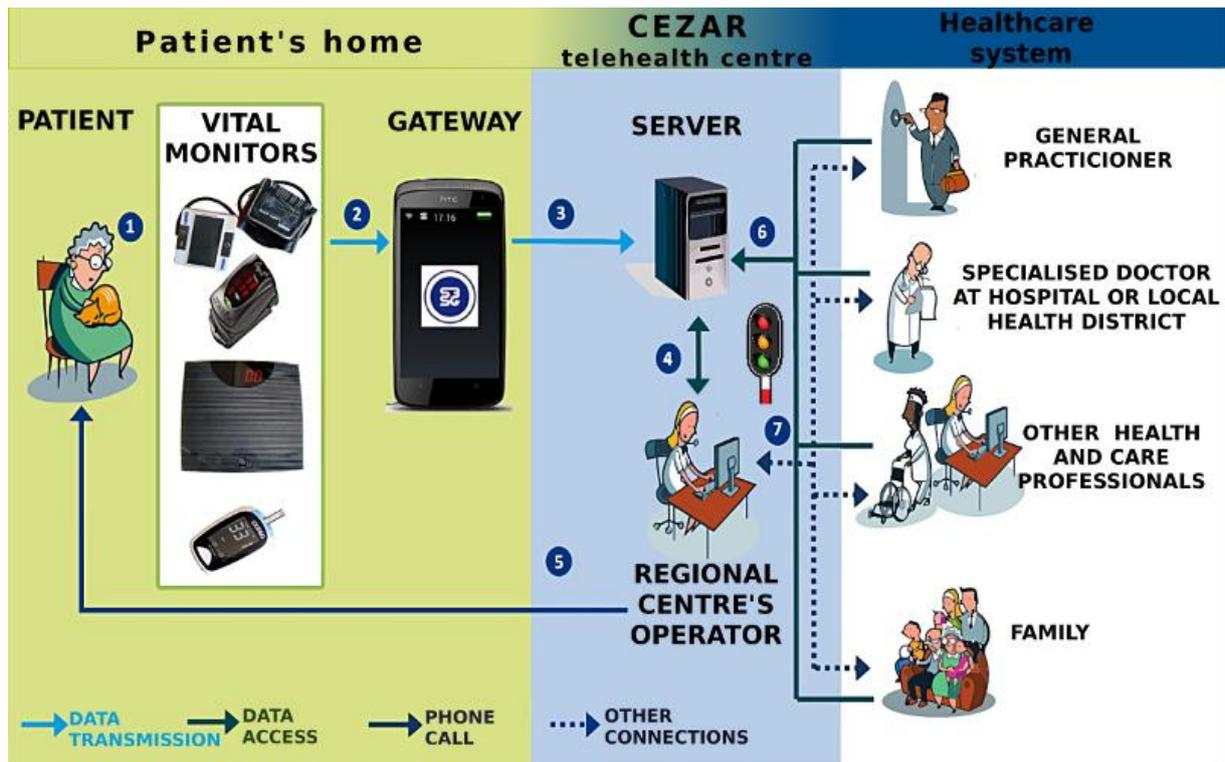 Patient's home
CEZAR
telehealth centre
Healthcare
system
PATIENT
VITAL
MONITORS
GATEWAY
SERVER
GENERAL
PRACTICIONER
SPECIALISED DOCTOR
AT HOSPITAL OR LOCAL
HEALTH DISTRICT
OTHER HEALTH
AND CARE
PROFESSIONALS
FAMILY
REGIONAL
CENTRE'S
OPERATOR
1
2
3
4
5
6
7
hTC
17:16
DATA
TRANSMISSION
DATA
ACCESS
PHONE
CALL
OTHER
CONNECTIONS